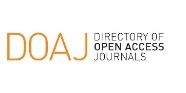 DOAJ
DIRECTORY OF
OPEN ACCESS
JOURNALS